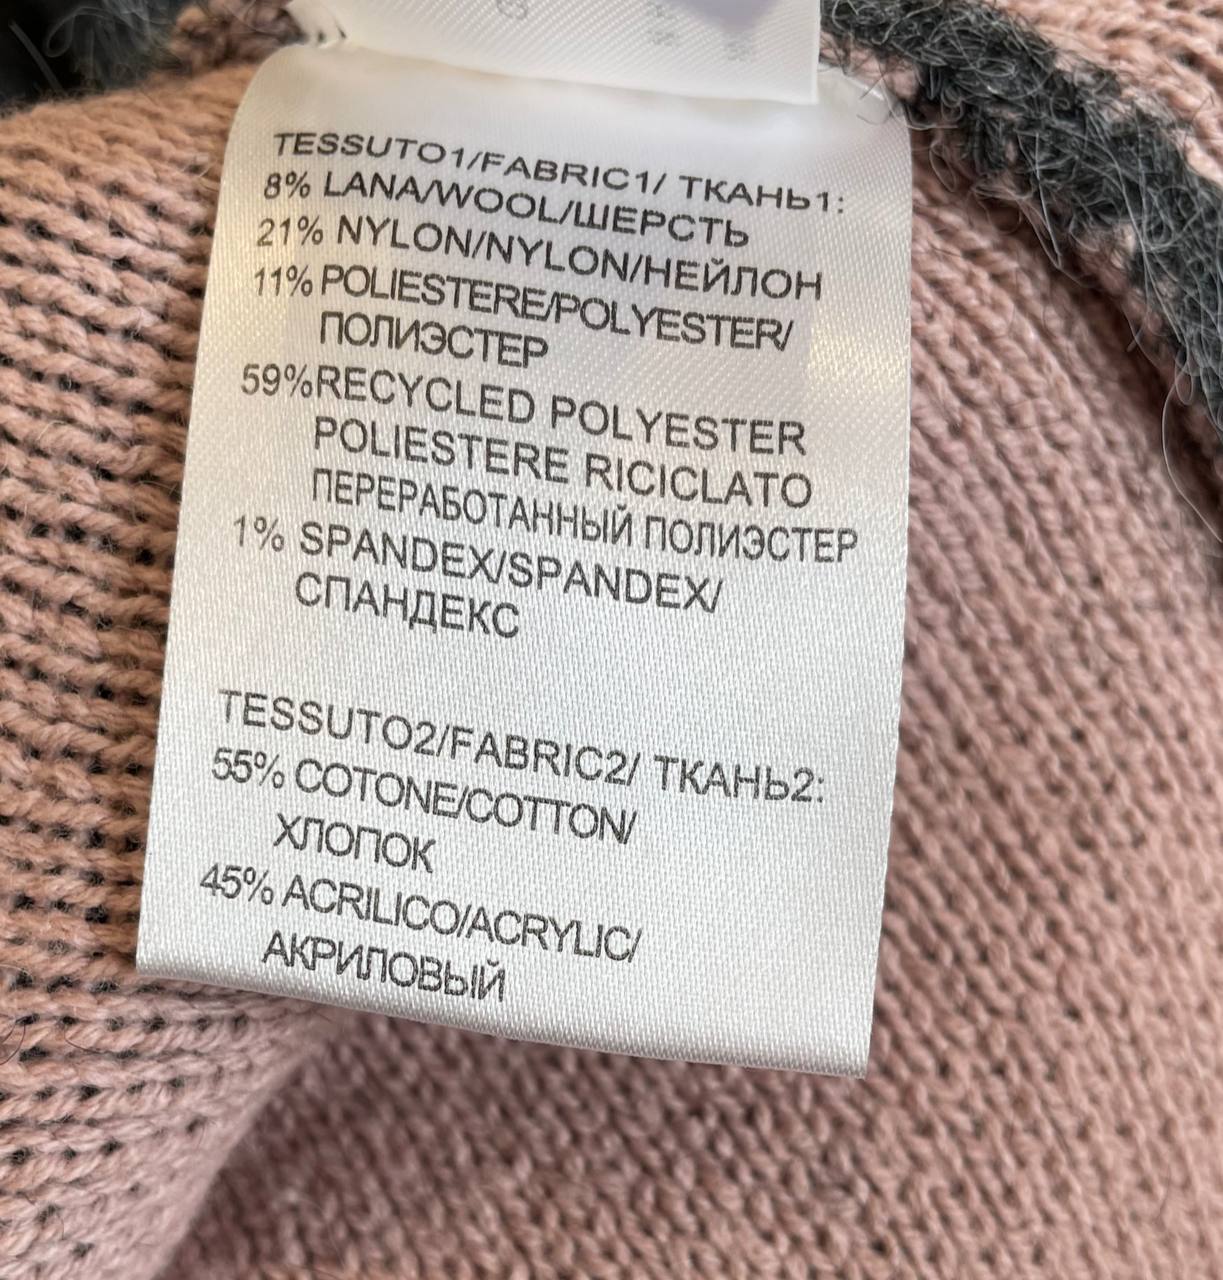 TESSUTO1/FABRIC1/ ТКАНЬ1:
8% LANA/WOOL/ШЕРСТЬ
21% NYLON/NYLON/НЕЙЛОН
11% POLIESTERE/POLYESTER/
ПОЛИЭСТЕР
59%RECYCLED POLYESTER
POLIESTERE RICICLATO
ПЕРЕРАБОТАННЫЙ ПОЛИЭСТЕР
1% SPANDEX/SPANDEX/
СПАНДЕКС
TESSUTO2/FABRIC2/ ТКАНЬ2:
55% COTONE/COTTON/
ХЛОПОК
45% ACRILICO/ACRYLIC/
АКРИЛОВЫЙ